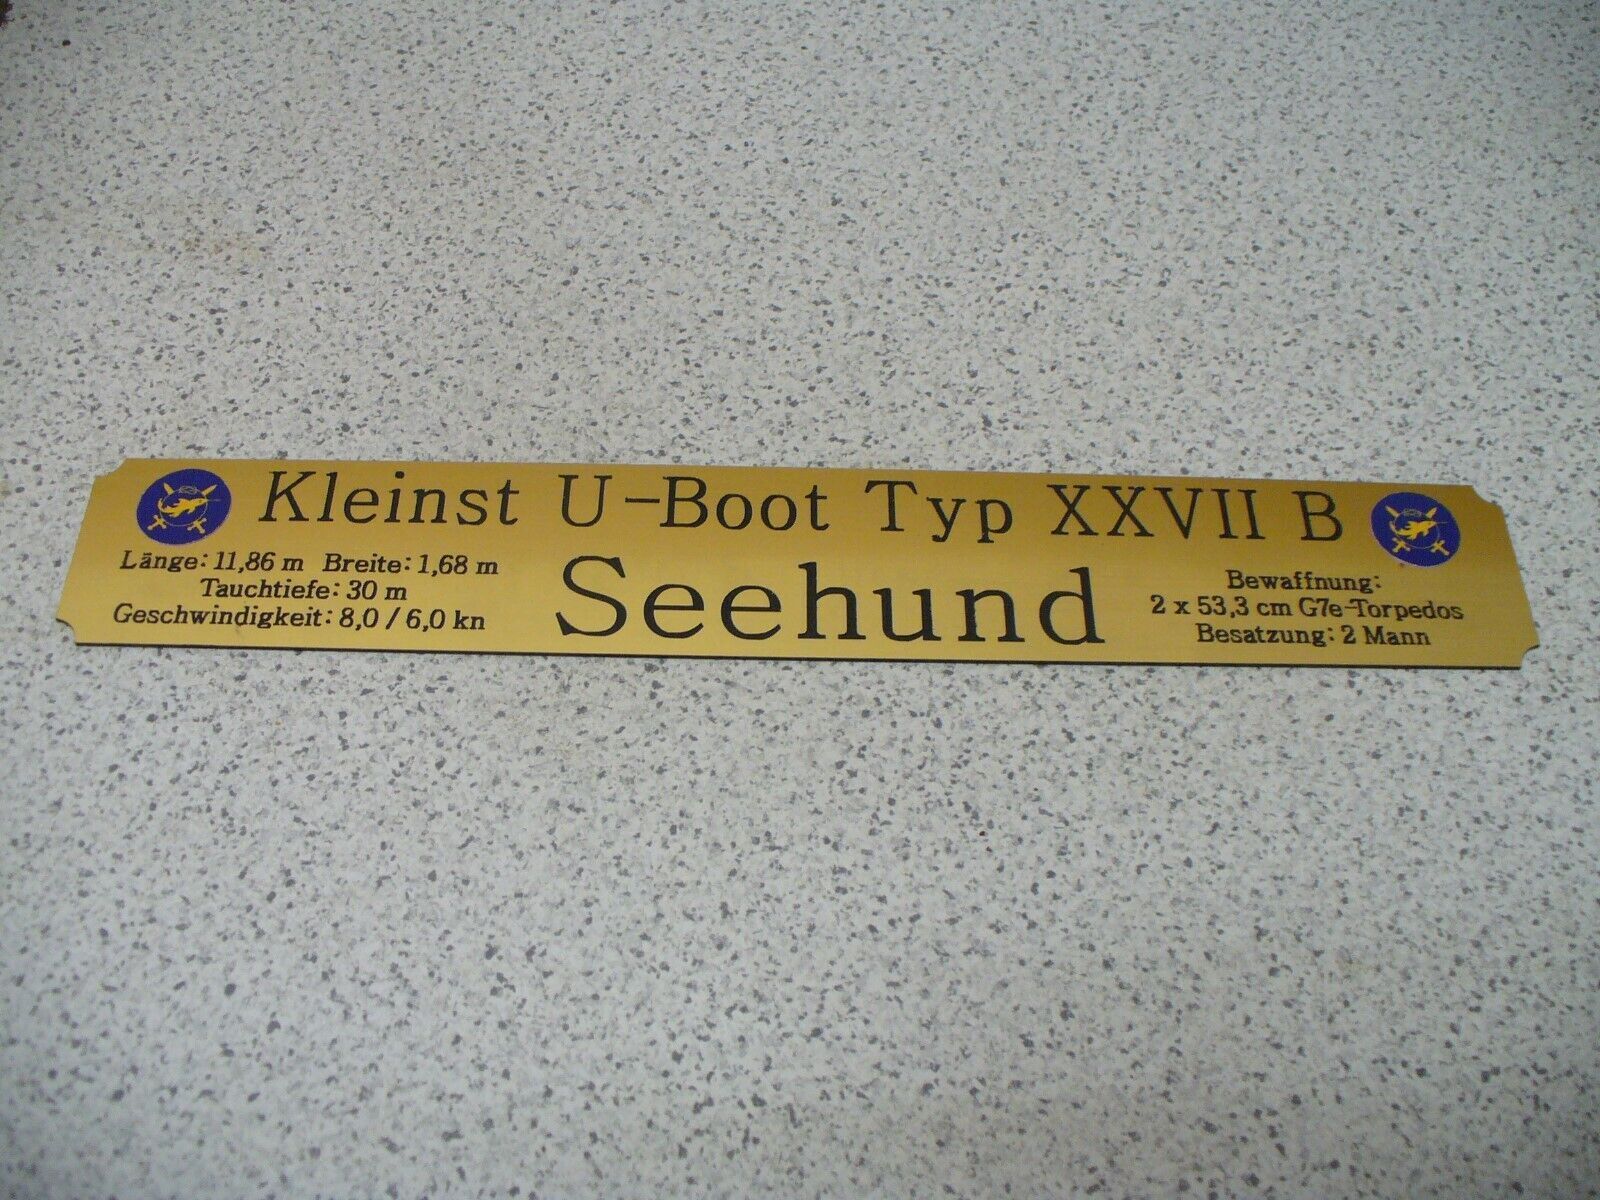 Kleinst U-Boot Typ XXVII B
Länge: 11,86 m Breite: 1,68 m
Tauchtiefe: 30 m
Geschwindigkeit: 8,0 / 6,0 kn
Seehund
Bewaffnung:
2 x 53,3 cm G7e-Torpedos
Besatzung: 2 Mann